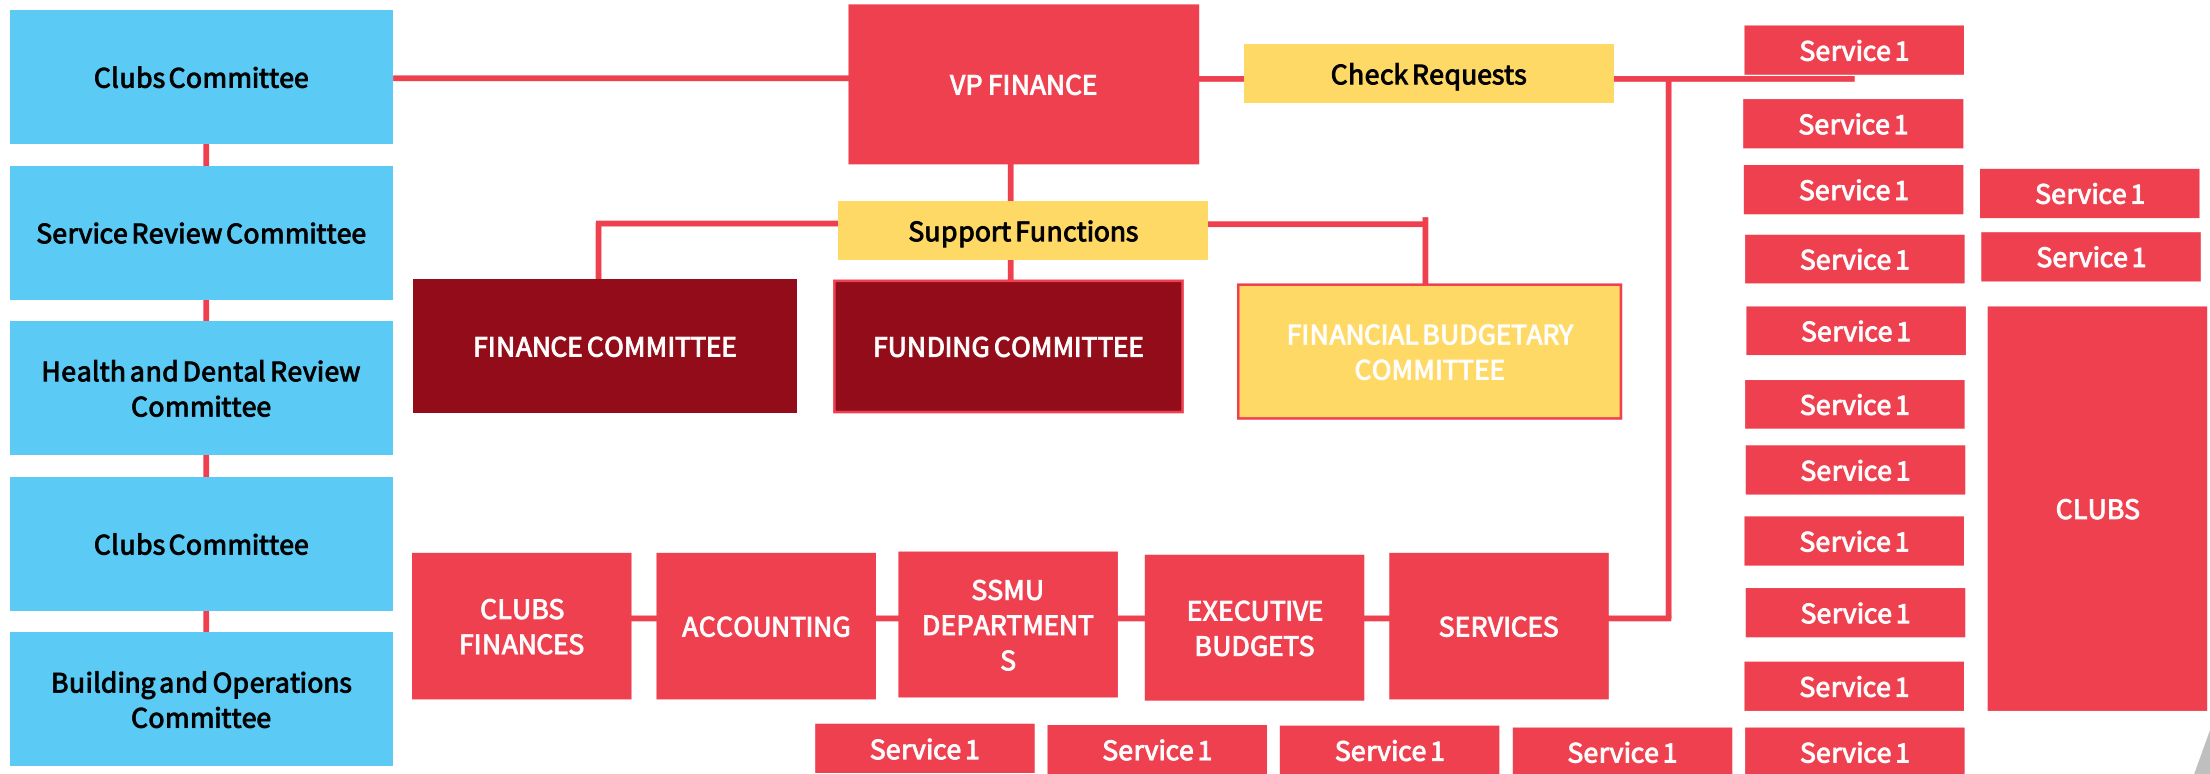 Clubs Committee
VP FINANCE
Check Requests
Service 1
Service 1
Service Review Committee
Support Functions
Service 1
Service 1
Service 1
Service 1
Health and Dental Review
Committee
FINANCE COMMITTEE
FUNDING COMMITTEE
FINANCIAL BUDGETARY
COMMITTEE
Service 1
Service 1
Service 1
CLUBS
Clubs Committee
Service 1
CLUBS
FINANCES
ACCOUNTING
SSMU
DEPARTMENT
S
EXECUTIVE
BUDGETS
SERVICES
Service 1
Building and Operations
Committee
Service 1
Service 1
Service 1
Service 1
Service 1
Service 1